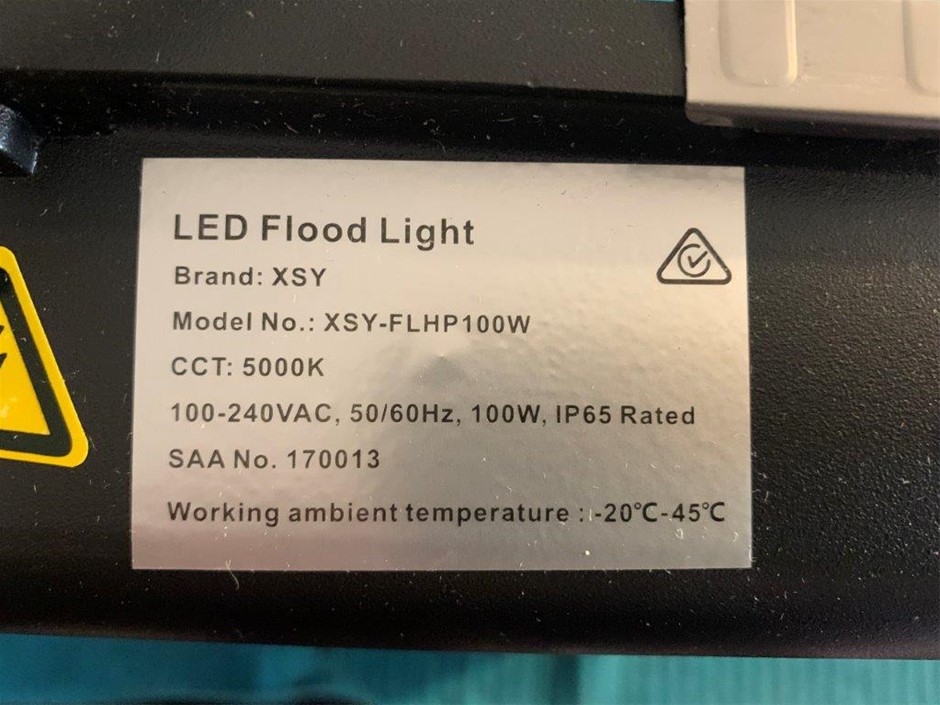 LED Flood Light
Brand: XSY
Model No.: XSY-FLHP100W
CCT: 5000K
100-240VAC, 50/60Hz, 100W, IP65 Rated
SAA No. 170013
Working ambient temperature : -20℃-45℃